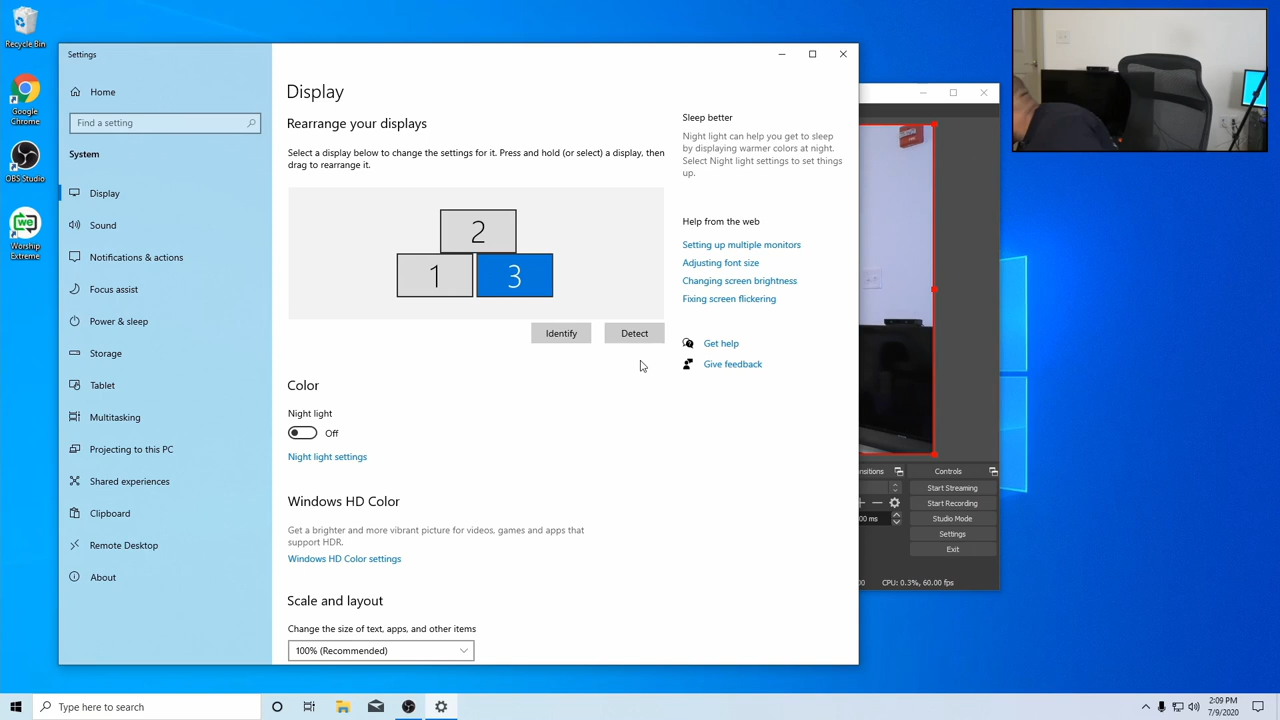 Recycle Bin
Google
Chrome
OBS Studio
Worship
Extreme
Settings
Home
Find a setting
System
Display
Sound
Notifications & actions
Focus assist
Power & sleep
Storage
Tablet
Multitasking
Projecting to this PC
Shared experiences
Clipboard
Remote Desktop
About
Display
Rearrange your displays
Select a display below to change the settings for it. Press and hold (or select) a display, then
drag to rearrange it.
2
1
3
Identify
Detect
Color
Night light
Off
Night light settings
Windows HD Color
Get a brighter and more vibrant picture for videos, games and apps that
support HDR.
Windows HD Color settings
Scale and layout
Change the size of text, apps, and other items
100% (Recommended)
Sleep better
Night light can help you get to sleep
by displaying warmer colors at night.
Select Night light settings to set things
up.
Help from the web
Setting up multiple monitors
Adjusting font size
Changing screen brightness
Fixing screen flickering
Get help
Give feedback
nsitions
Controls
Start Streaming
Start Recording
00 ms
Studio Mode
Settings
Exit
00
CPU: 0.3%, 60.00 fps
we
Type here to search
2:09 PM
7/9/2020